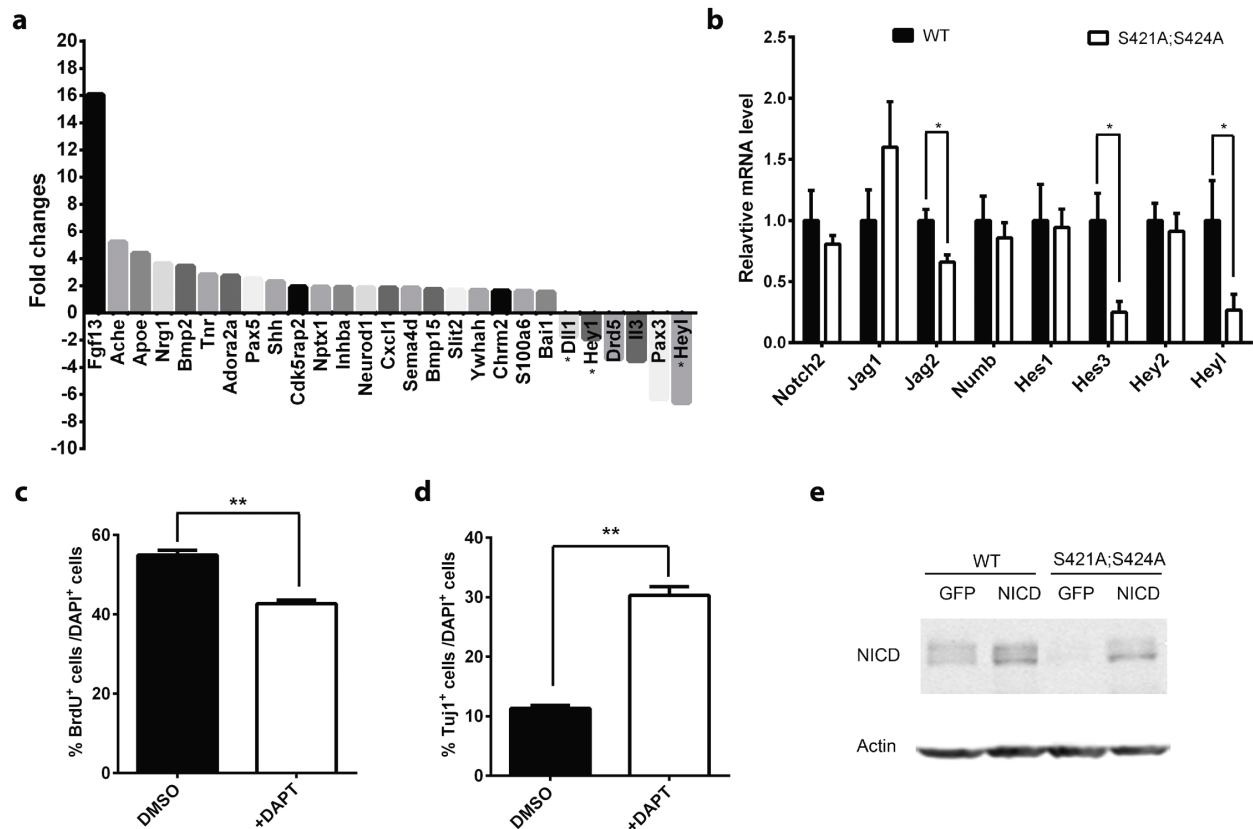 a
20
18
16
14
12
10
8
6
4
2
0
-2
-4
-6
-8
-10
Fold changes
Fgf13
Ache
Apoe
Nrg1
Bmp2
Tnr
Adora2a
Pax5
Shh
Cdk5rap2
Nptx1
Inhba
Neurod1
Cxcl1
Sema4d
Bmp15
Slit2
Ywhah
Chrm2
S100a6
Bai1
* Dll1
* Hey1
Drd5
Il3
Pax3
* Heyl
b
WT
S421A;S424A
2.5
2.0
1.5
1.0
0.5
0.0
Relavtive mRNA level
*
*
*
Notch2
Jag1
Jag2
Numb
Hes1
Hes3
Hey2
Heyl
c
**
60
40
20
0
% BrdU+ cells /DAPI+ cells
DMSO
+DAPT
d
**
40
30
20
10
0
% Tuj1+ cells /DAPI+ cells
DMSO
+DAPT
e
WT S421A;S424A
GFP NICD GFP NICD
NICD
Actin